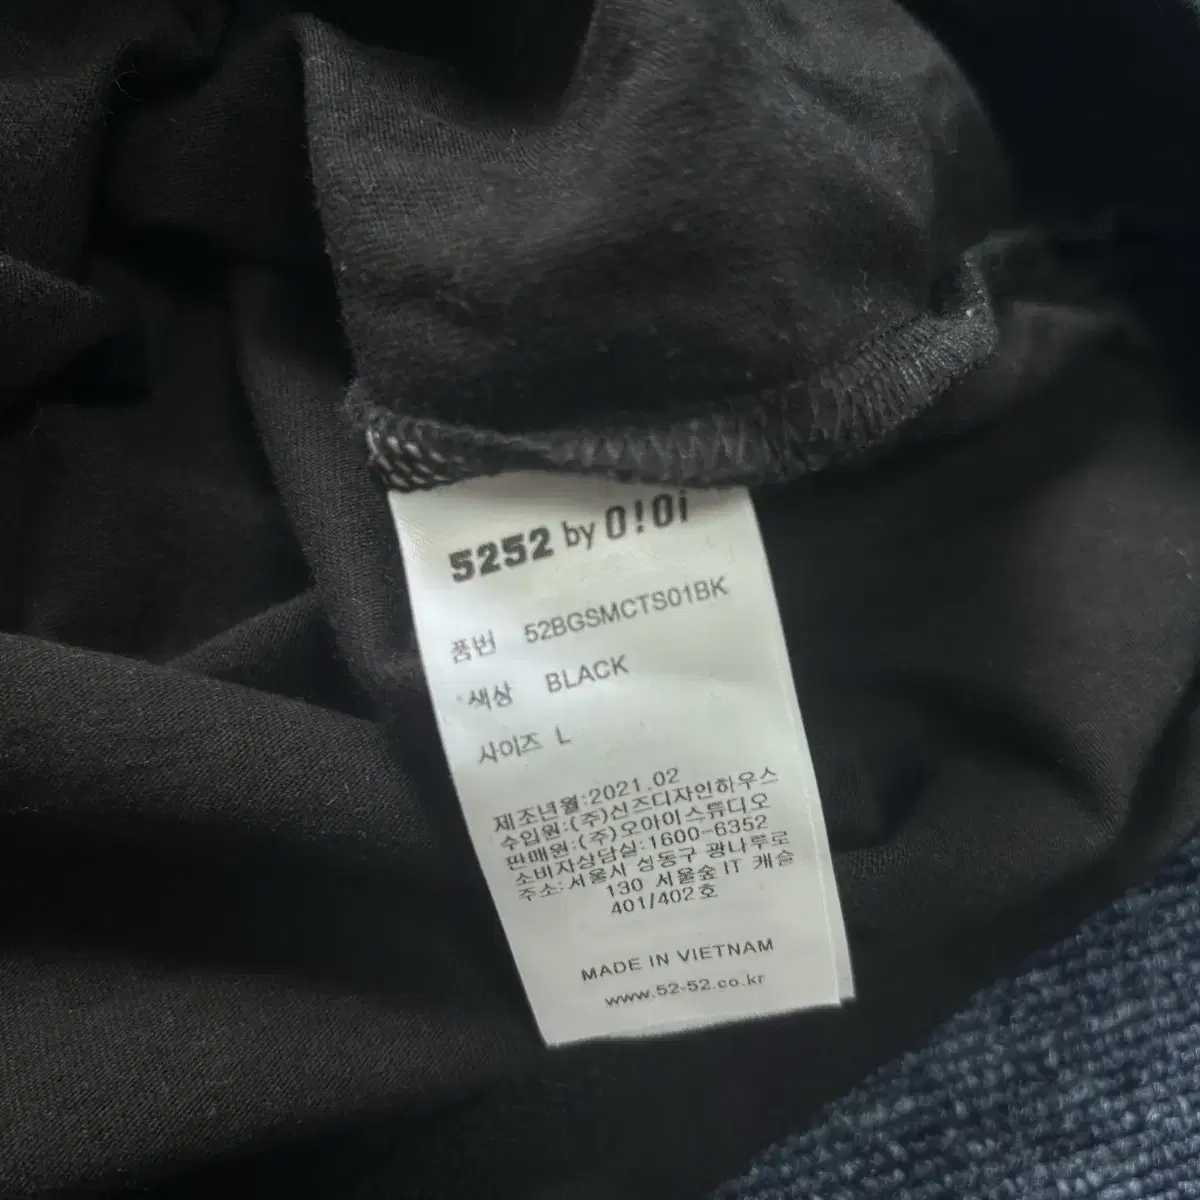 5252 by O!Oi
품번 52BGSMCTS01BK
색상 BLACK
사이즈 L
제조년월:2021.02
수입원:(주)신즈디자인하우스
판매원:(주)오아이스튜디오
소비자상담실:1600-6352
주소:서울시 성동구 광나루로
130 서울숲 IT 캐슬
401/402호
MADE IN VIETNAM
www.52-52.co.kr